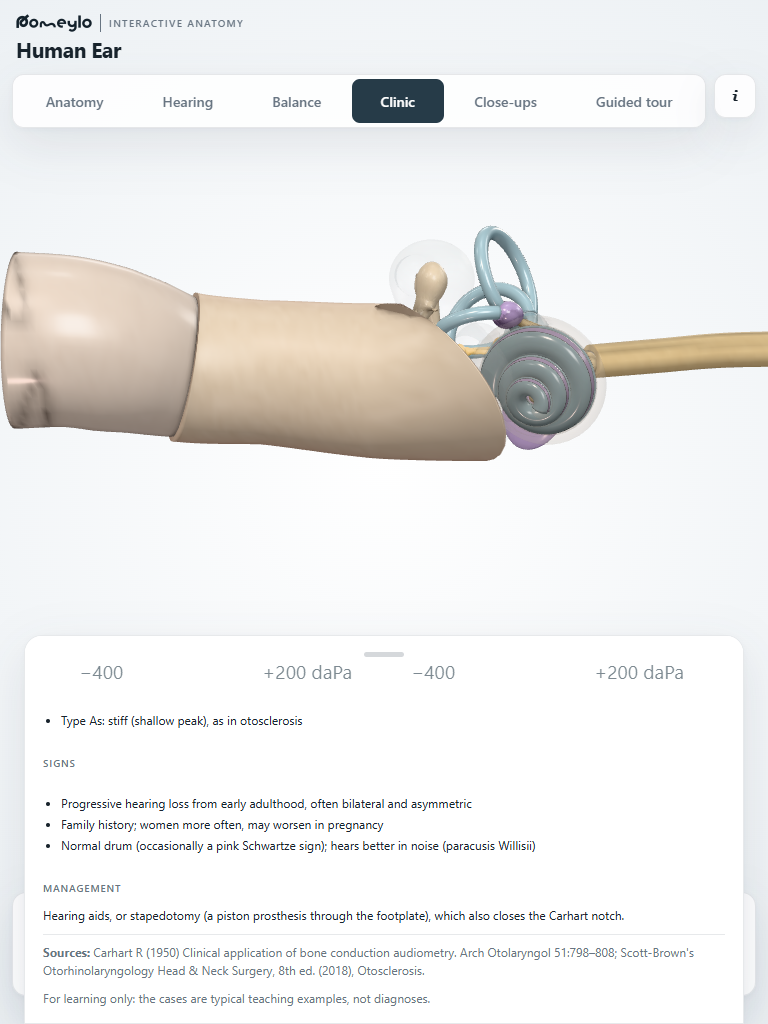 Domeylo INTERACTIVE ANATOMY
Human Ear
Anatomy Hearing Balance Clinic Close-ups Guided tour i
−400 +200 daPa −400 +200 daPa
• Type As: stiff (shallow peak), as in otosclerosis
SIGNS
• Progressive hearing loss from early adulthood, often bilateral and asymmetric
• Family history; women more often, may worsen in pregnancy
• Normal drum (occasionally a pink Schwartze sign); hears better in noise (paracusis Willisii)
MANAGEMENT
Hearing aids, or stapedotomy (a piston prosthesis through the footplate), which also closes the Carhart notch.
Sources: Carhart R (1950) Clinical application of bone conduction audiometry. Arch Otolaryngol 51:798–808; Scott-Brown's
Otorhinolaryngology Head & Neck Surgery, 8th ed. (2018), Otosclerosis.
For learning only: the cases are typical teaching examples, not diagnoses.